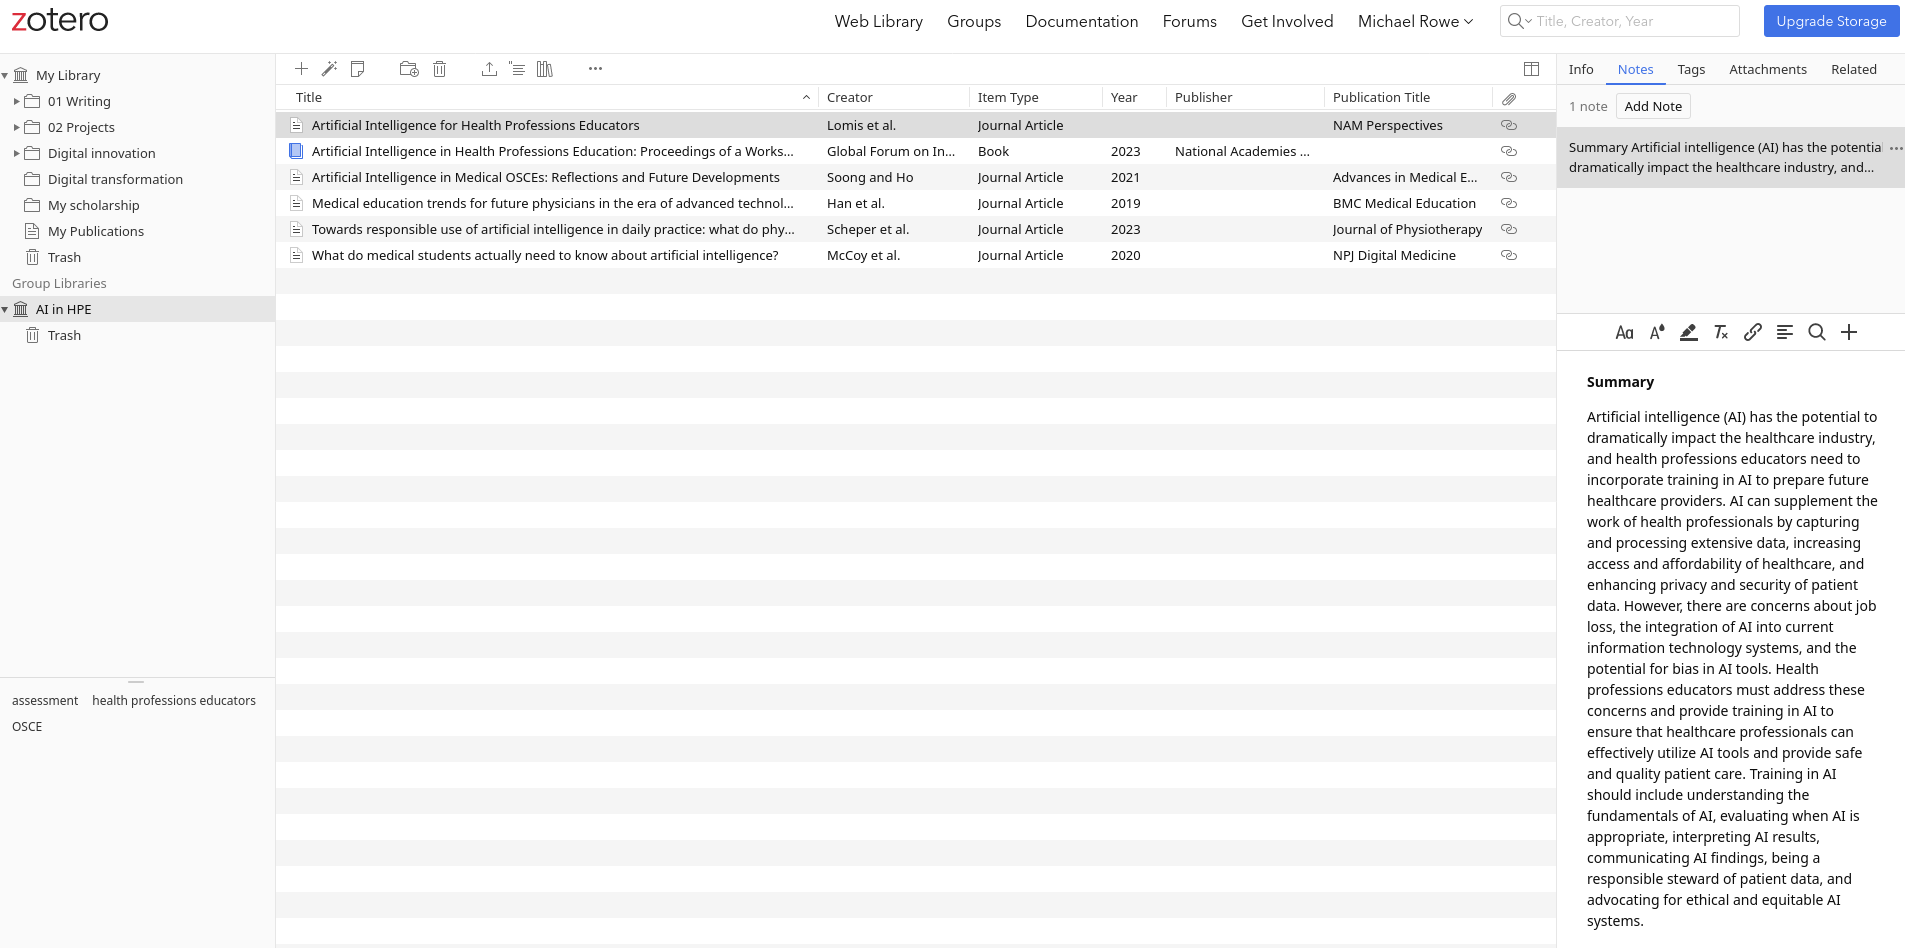 zotero
Web Library Groups Documentation Forums Get Involved Michael Rowe Title, Creator, Year Upgrade Storage
My Library
01 Writing
02 Projects
Digital innovation
Digital transformation
My scholarship
My Publications
Trash
Group Libraries
AI in HPE
Trash
assessment health professions educators
OSCE
Title Creator Item Type Year Publisher Publication Title
Artificial Intelligence for Health Professions Educators Lomis et al. Journal Article NAM Perspectives
Artificial Intelligence in Health Professions Education: Proceedings of a Works... Global Forum on In... Book 2023 National Academies ...
Artificial Intelligence in Medical OSCEs: Reflections and Future Developments Soong and Ho Journal Article 2021 Advances in Medical E...
Medical education trends for future physicians in the era of advanced technol... Han et al. Journal Article 2019 BMC Medical Education
Towards responsible use of artificial intelligence in daily practice: what do phy... Scheper et al. Journal Article 2023 Journal of Physiotherapy
What do medical students actually need to know about artificial intelligence? McCoy et al. Journal Article 2020 NPJ Digital Medicine
Info Notes Tags Attachments Related
1 note Add Note
Summary Artificial intelligence (AI) has the potential
dramatically impact the healthcare industry, and...
Aa
Summary
Artificial intelligence (AI) has the potential to
dramatically impact the healthcare industry,
and health professions educators need to
incorporate training in AI to prepare future
healthcare providers. AI can supplement the
work of health professionals by capturing
and processing extensive data, increasing
access and affordability of healthcare, and
enhancing privacy and security of patient
data. However, there are concerns about job
loss, the integration of AI into current
information technology systems, and the
potential for bias in AI tools. Health
professions educators must address these
concerns and provide training in AI to
ensure that healthcare professionals can
effectively utilize AI tools and provide safe
and quality patient care. Training in AI
should include understanding the
fundamentals of AI, evaluating when AI is
appropriate, interpreting AI results,
communicating AI findings, being a
responsible steward of patient data, and
advocating for ethical and equitable AI
systems.